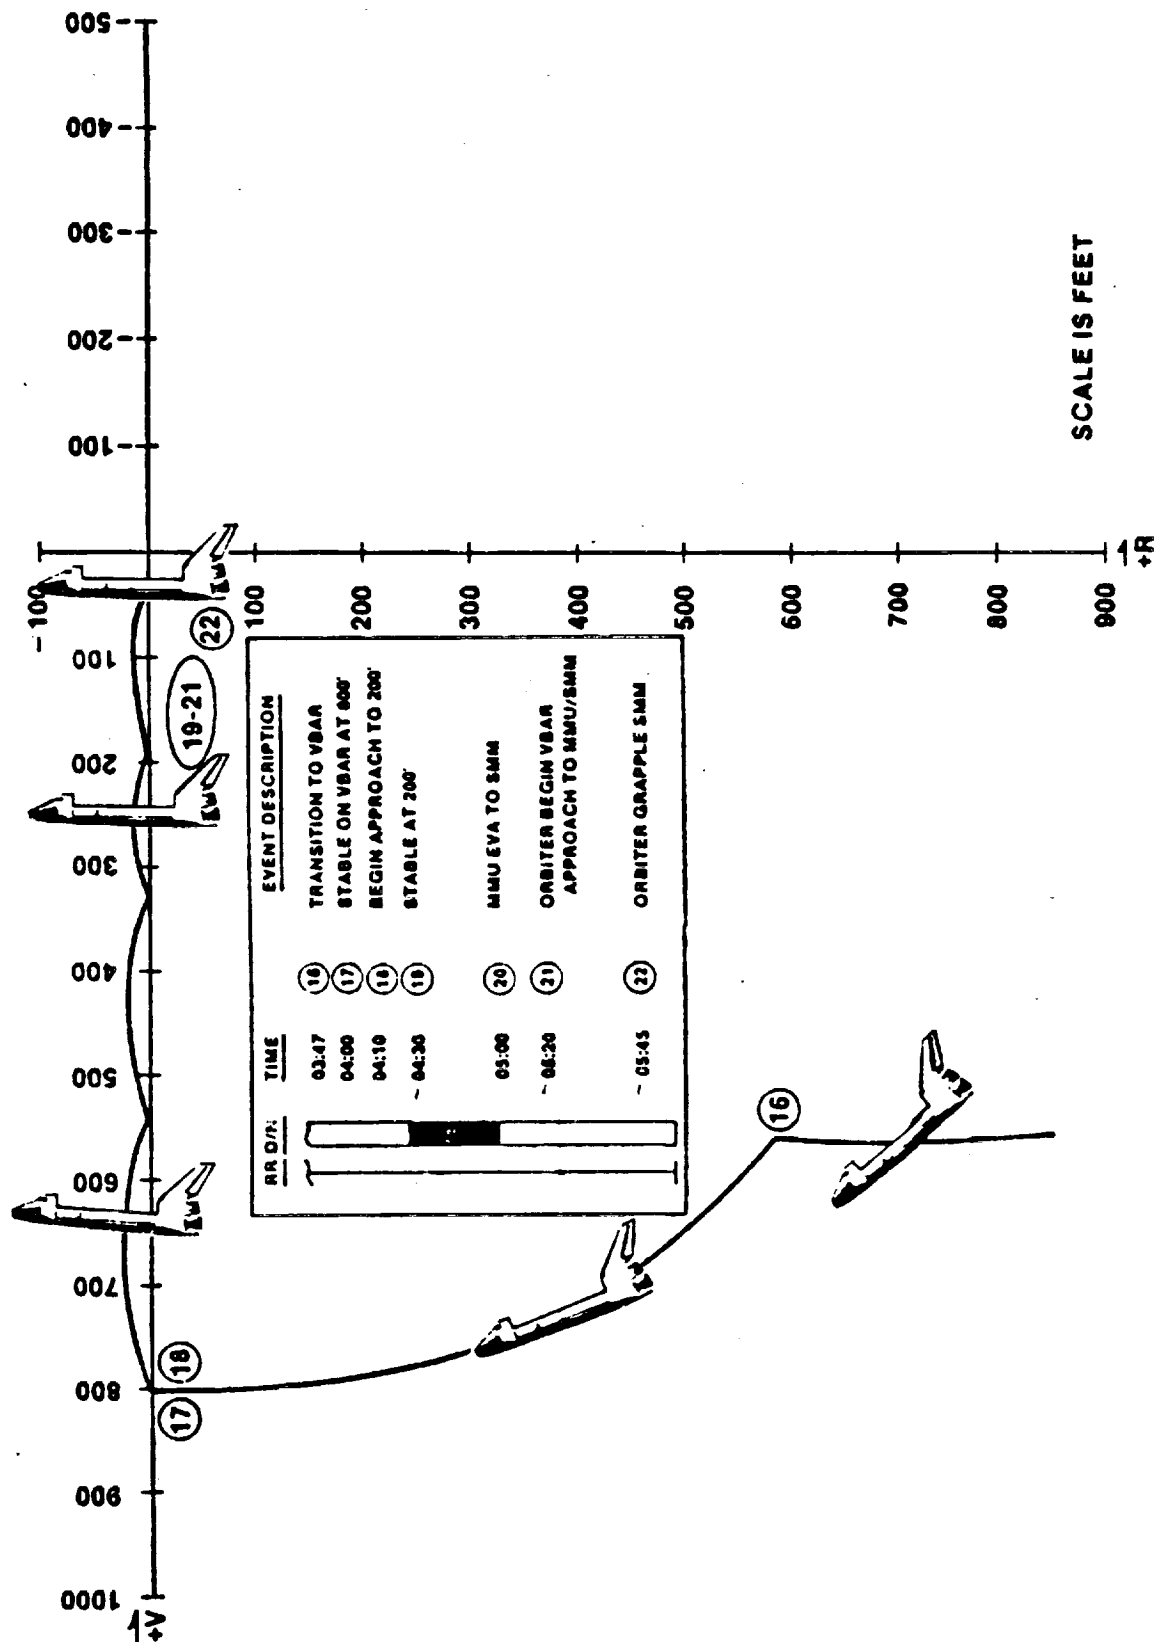 -100
1000 900 800 700 600 500 400 300 200 100 -100 -200 -300 -400 -500
+V
17 18 19-21 22
100
200
300
400
500
600
700
800
900
+R
RR D/N TIME EVENT DESCRIPTION
03:47 16 TRANSITION TO VBAR
04:00 17 STABLE ON VBAR AT 800'
04:10 18 BEGIN APPROACH TO 200'
~ 04:30 19 STABLE AT 200'
05:00 20 MMU EVA TO SMM
~ 05:20 21 ORBITER BEGIN VBAR
APPROACH TO MMU/SMM
~ 05:45 22 ORBITER GRAPPLE SMM
16
SCALE IS FEET